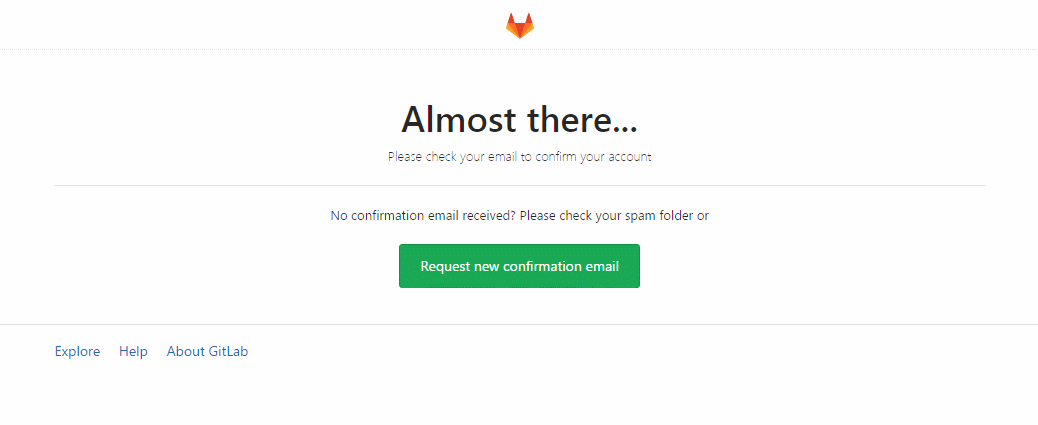 Almost there...
Please check your email to confirm your account
No confirmation email received? Please check your spam folder or
Request new confirmation email
Explore Help About GitLab